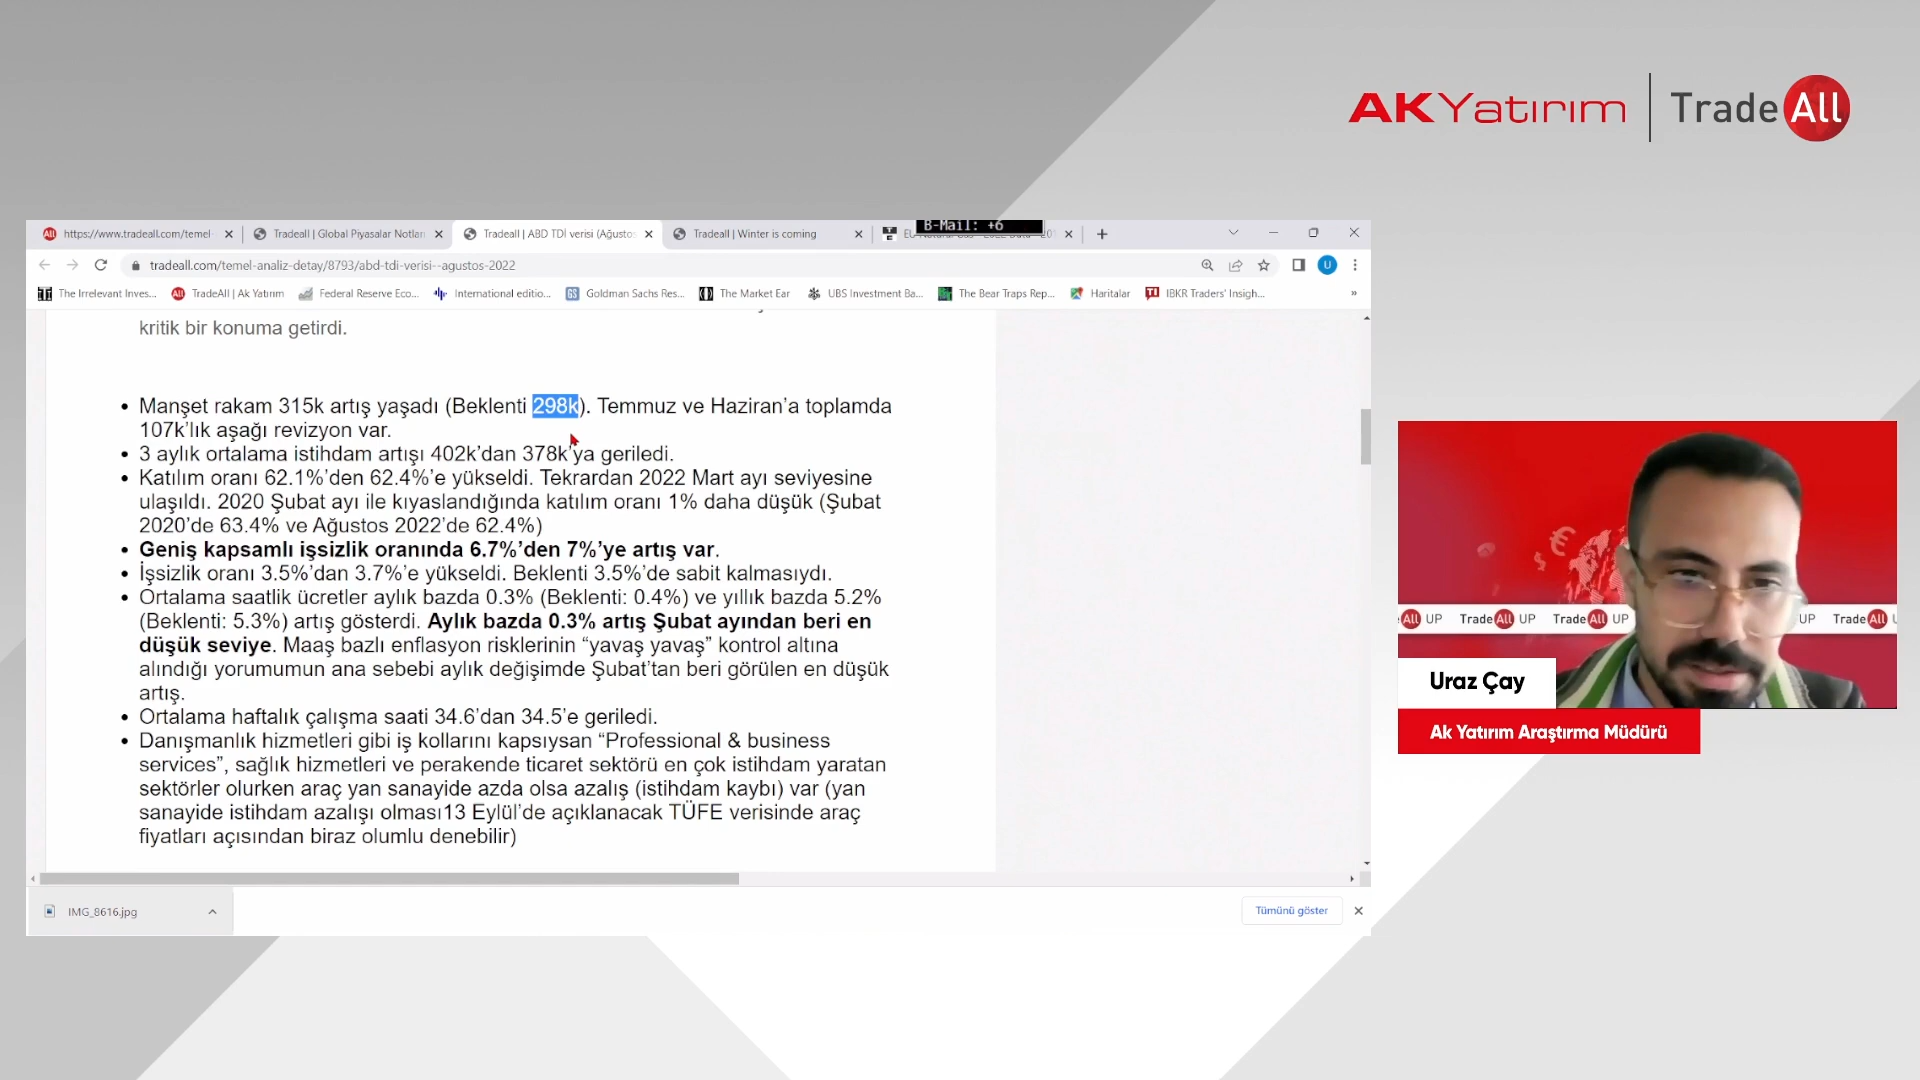 AKYatırım | TradeAll
B-Mail: +6
https://www.tradeall.com/temel-
Tradeall | Global Piyasalar Notları
Tradeall | ABD TDİ verisi (Ağustos
Tradeall | Winter is coming
tradeall.com/temel-analiz-detay/8793/abd-tdi-verisi--agustos-2022
U
The Irrelevant Inves...
TradeAll | Ak Yatırım
Federal Reserve Eco...
International editio...
Goldman Sachs Res...
The Market Ear
UBS Investment Ba...
The Bear Traps Rep...
Haritalar
IBKR Traders' Insigh...
»
kritik bir konuma getirdi.
• Manşet rakam 315k artış yaşadı (Beklenti 298k). Temmuz ve Haziran’a toplamda
107k’lık aşağı revizyon var.
• 3 aylık ortalama istihdam artışı 402k’dan 378k’ya geriledi.
• Katılım oranı 62.1%’den 62.4%’e yükseldi. Tekrardan 2022 Mart ayı seviyesine
ulaşıldı. 2020 Şubat ayı ile kıyaslandığında katılım oranı 1% daha düşük (Şubat
2020’de 63.4% ve Ağustos 2022’de 62.4%)
• Geniş kapsamlı işsizlik oranında 6.7%’den 7%’ye artış var.
• İşsizlik oranı 3.5%’dan 3.7%’e yükseldi. Beklenti 3.5%’de sabit kalmasıydı.
• Ortalama saatlik ücretler aylık bazda 0.3% (Beklenti: 0.4%) ve yıllık bazda 5.2%
(Beklenti: 5.3%) artış gösterdi. Aylık bazda 0.3% artış Şubat ayından beri en
düşük seviye. Maaş bazlı enflasyon risklerinin “yavaş yavaş” kontrol altına
alındığı yorumumun ana sebebi aylık değişimde Şubat’tan beri görülen en düşük
artış.
• Ortalama haftalık çalışma saati 34.6’dan 34.5’e geriledi.
• Danışmanlık hizmetleri gibi iş kollarını kapsıysan “Professional & business
services”, sağlık hizmetleri ve perakende ticaret sektörü en çok istihdam yaratan
sektörler olurken araç yan sanayide azda olsa azalış (istihdam kaybı) var (yan
sanayide istihdam azalışı olması13 Eylül’de açıklanacak TÜFE verisinde araç
fiyatları açısından biraz olumlu denebilir)
IMG_8616.jpg
Tümünü göster
All UP TradeAll UP TradeAll UP UP TradeAll U
Uraz Çay
Ak Yatırım Araştırma Müdürü